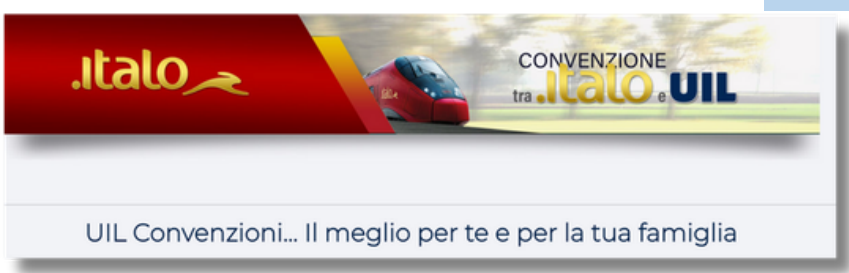 .italo
CONVENZIONE
tra .italo e UIL
UIL Convenzioni... Il meglio per te e per la tua famiglia